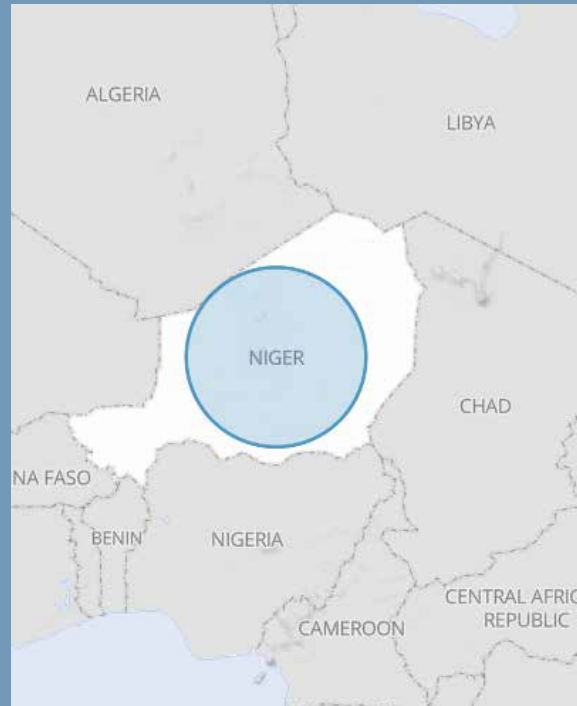 ALGERIA
LIBYA
NIGER
CHAD
NA FASO
BENIN
NIGERIA
CENTRAL AFRIC
REPUBLIC
CAMEROON